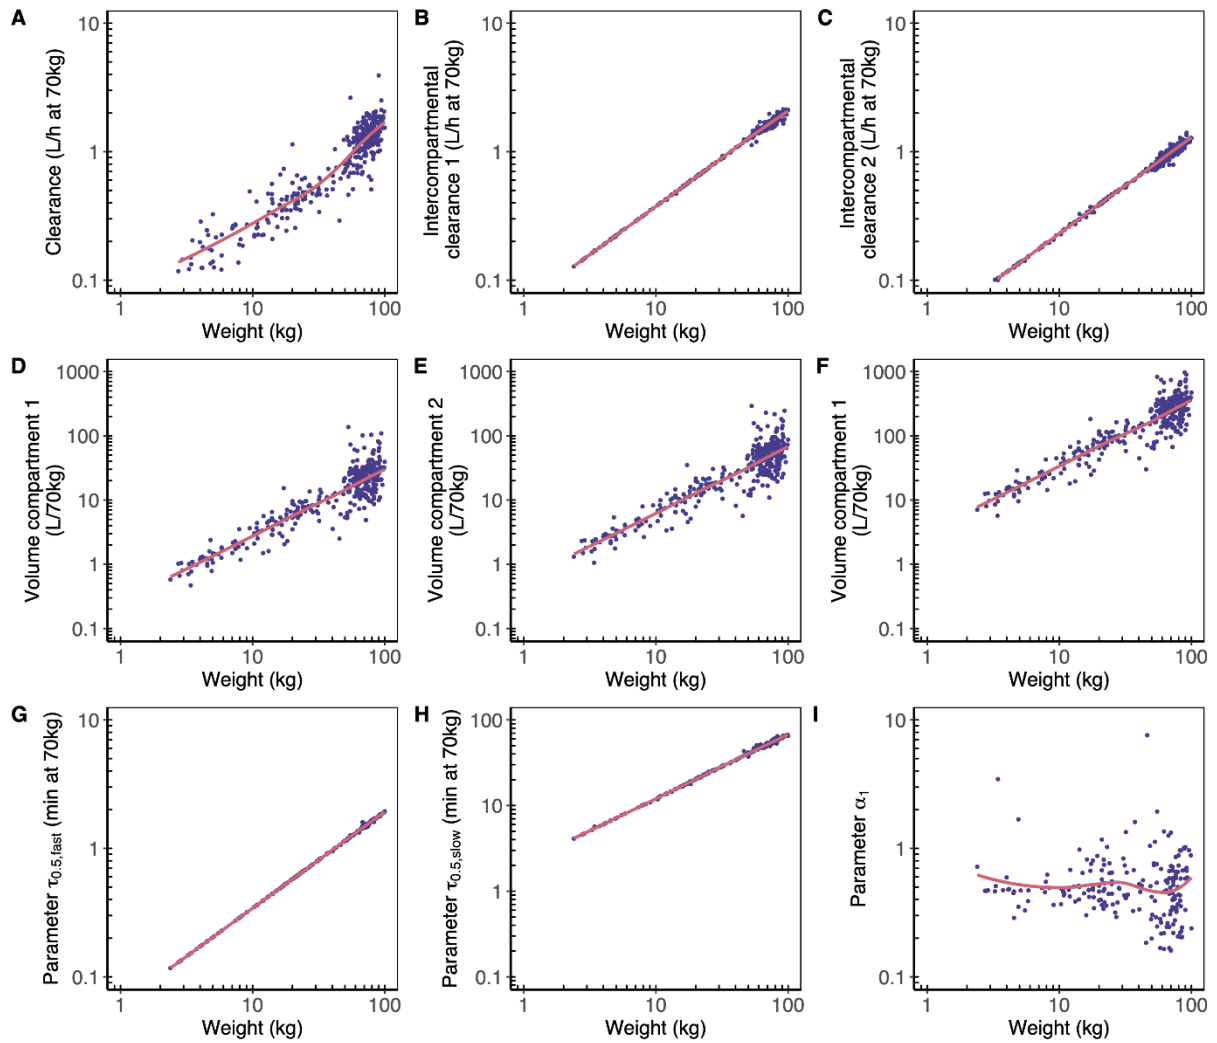 A
Clearance (L/h at 70kg)
10
1
0.1
1
10
100
Weight (kg)
B
Intercompartmental
clearance 1 (L/h at 70kg)
10
1
0.1
1
10
100
Weight (kg)
C
Intercompartmental
clearance 2 (L/h at 70kg)
10
1
0.1
1
10
100
Weight (kg)
D
Volume compartment 1
(L/70kg)
1000
100
10
1
0.1
1
10
100
Weight (kg)
E
Volume compartment 2
(L/70kg)
1000
100
10
1
0.1
1
10
100
Weight (kg)
F
Volume compartment 1
(L/70kg)
1000
100
10
1
0.1
1
10
100
Weight (kg)
G
Parameter τ0.5,fast (min at 70kg)
10
1
0.1
1
10
100
Weight (kg)
H
Parameter τ0.5,slow (min at 70kg)
100
10
1
0.1
1
10
100
Weight (kg)
I
Parameter α1
10
1
0.1
1
10
100
Weight (kg)